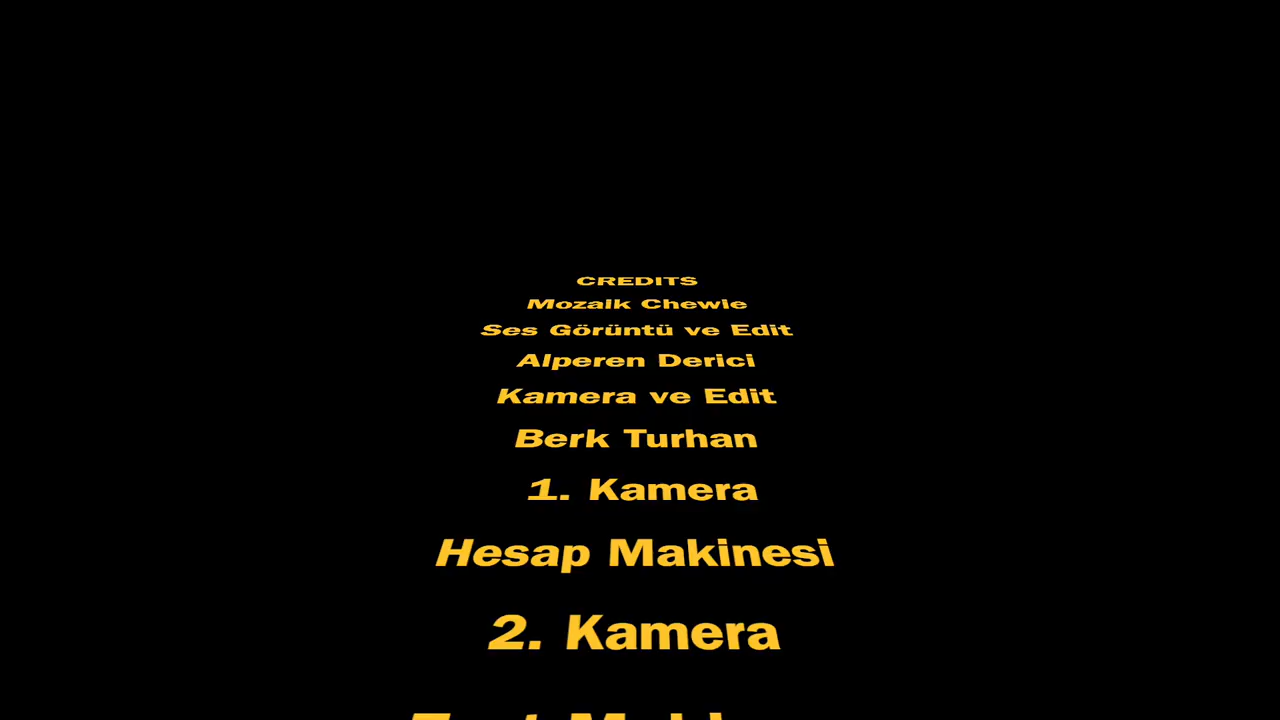 CREDITS
Mozaik Chewie
Ses Görüntü ve Edit
Alperen Derici
Kamera ve Edit
Berk Turhan
1. Kamera
Hesap Makinesi
2. Kamera